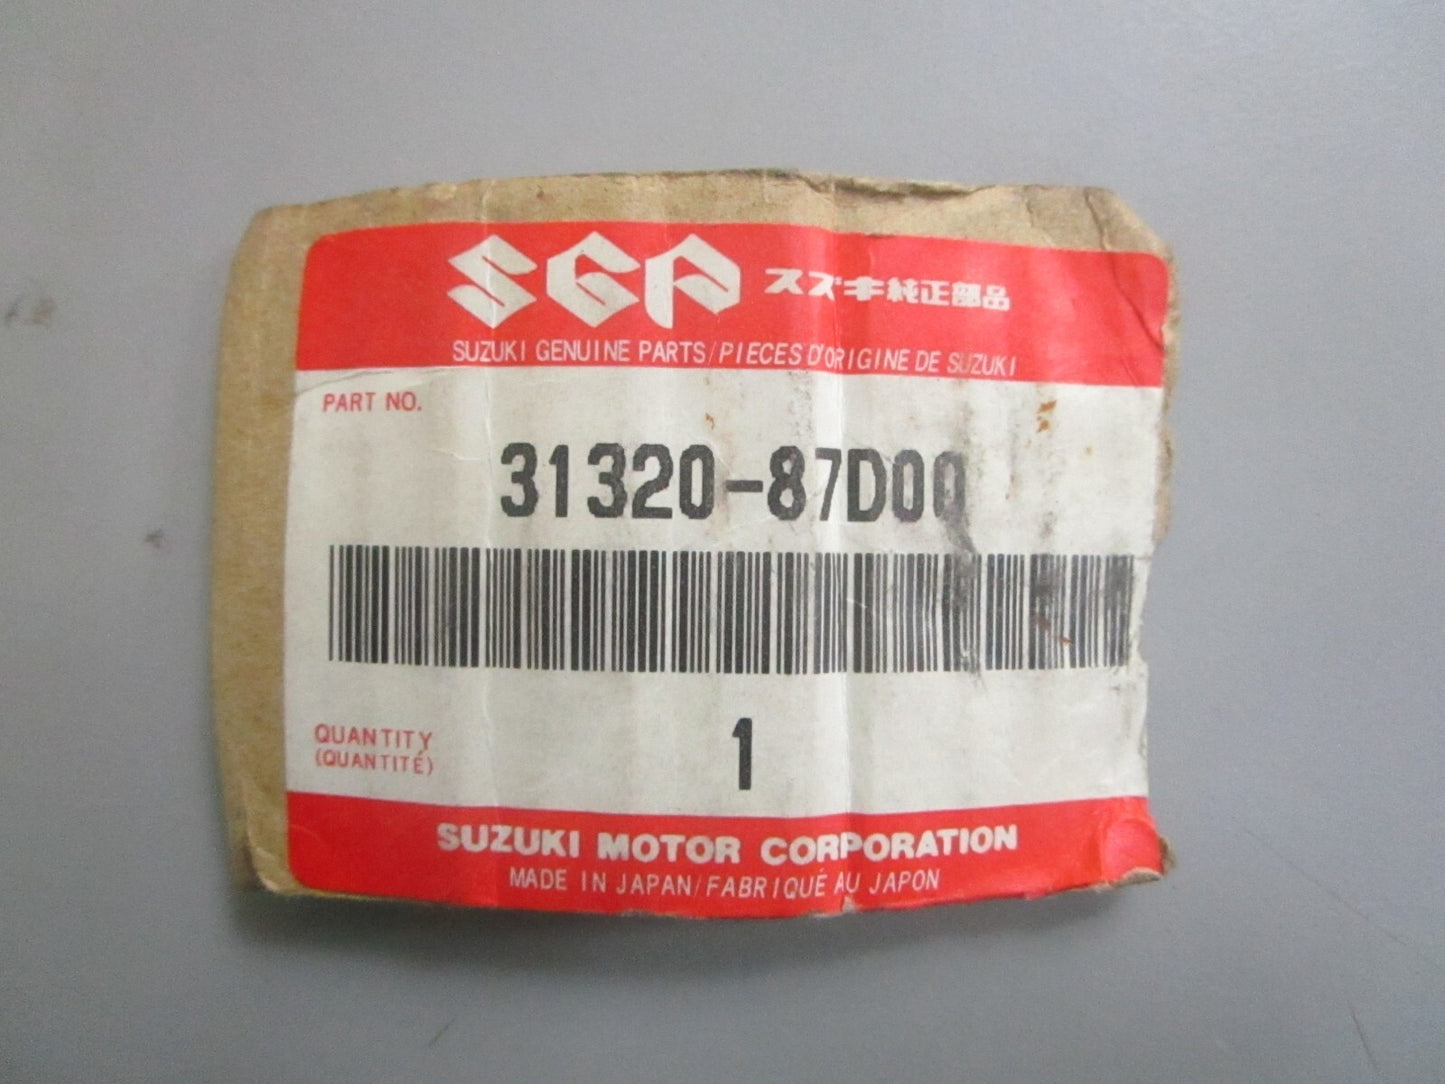 SGP スズキ純正部品
SUZUKI GENUINE PARTS/PIECES D'ORIGINE DE SUZUKI
PART NO.
31320-87D00
QUANTITY
(QUANTITÉ)
1
SUZUKI MOTOR CORPORATION
MADE IN JAPAN/FABRIQUÉ AU JAPON